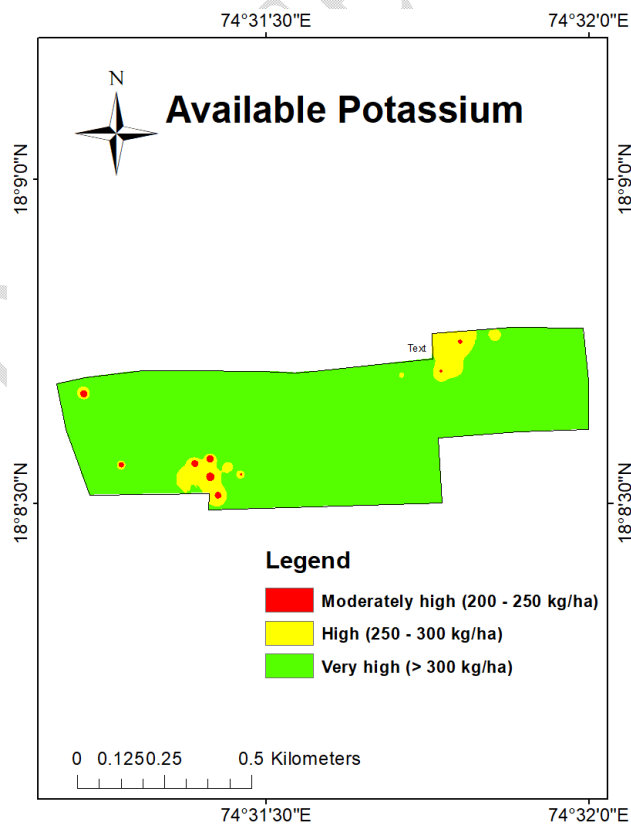 74°31'30"E 74°32'0"E
N
Available Potassium
18°9'0"N 18°9'0"N
Text
18°8'30"N 18°8'30"N
Legend
Moderately high (200 - 250 kg/ha)
High (250 - 300 kg/ha)
Very high (> 300 kg/ha)
0 0.1250.25 0.5 Kilometers
74°31'30"E 74°32'0"E